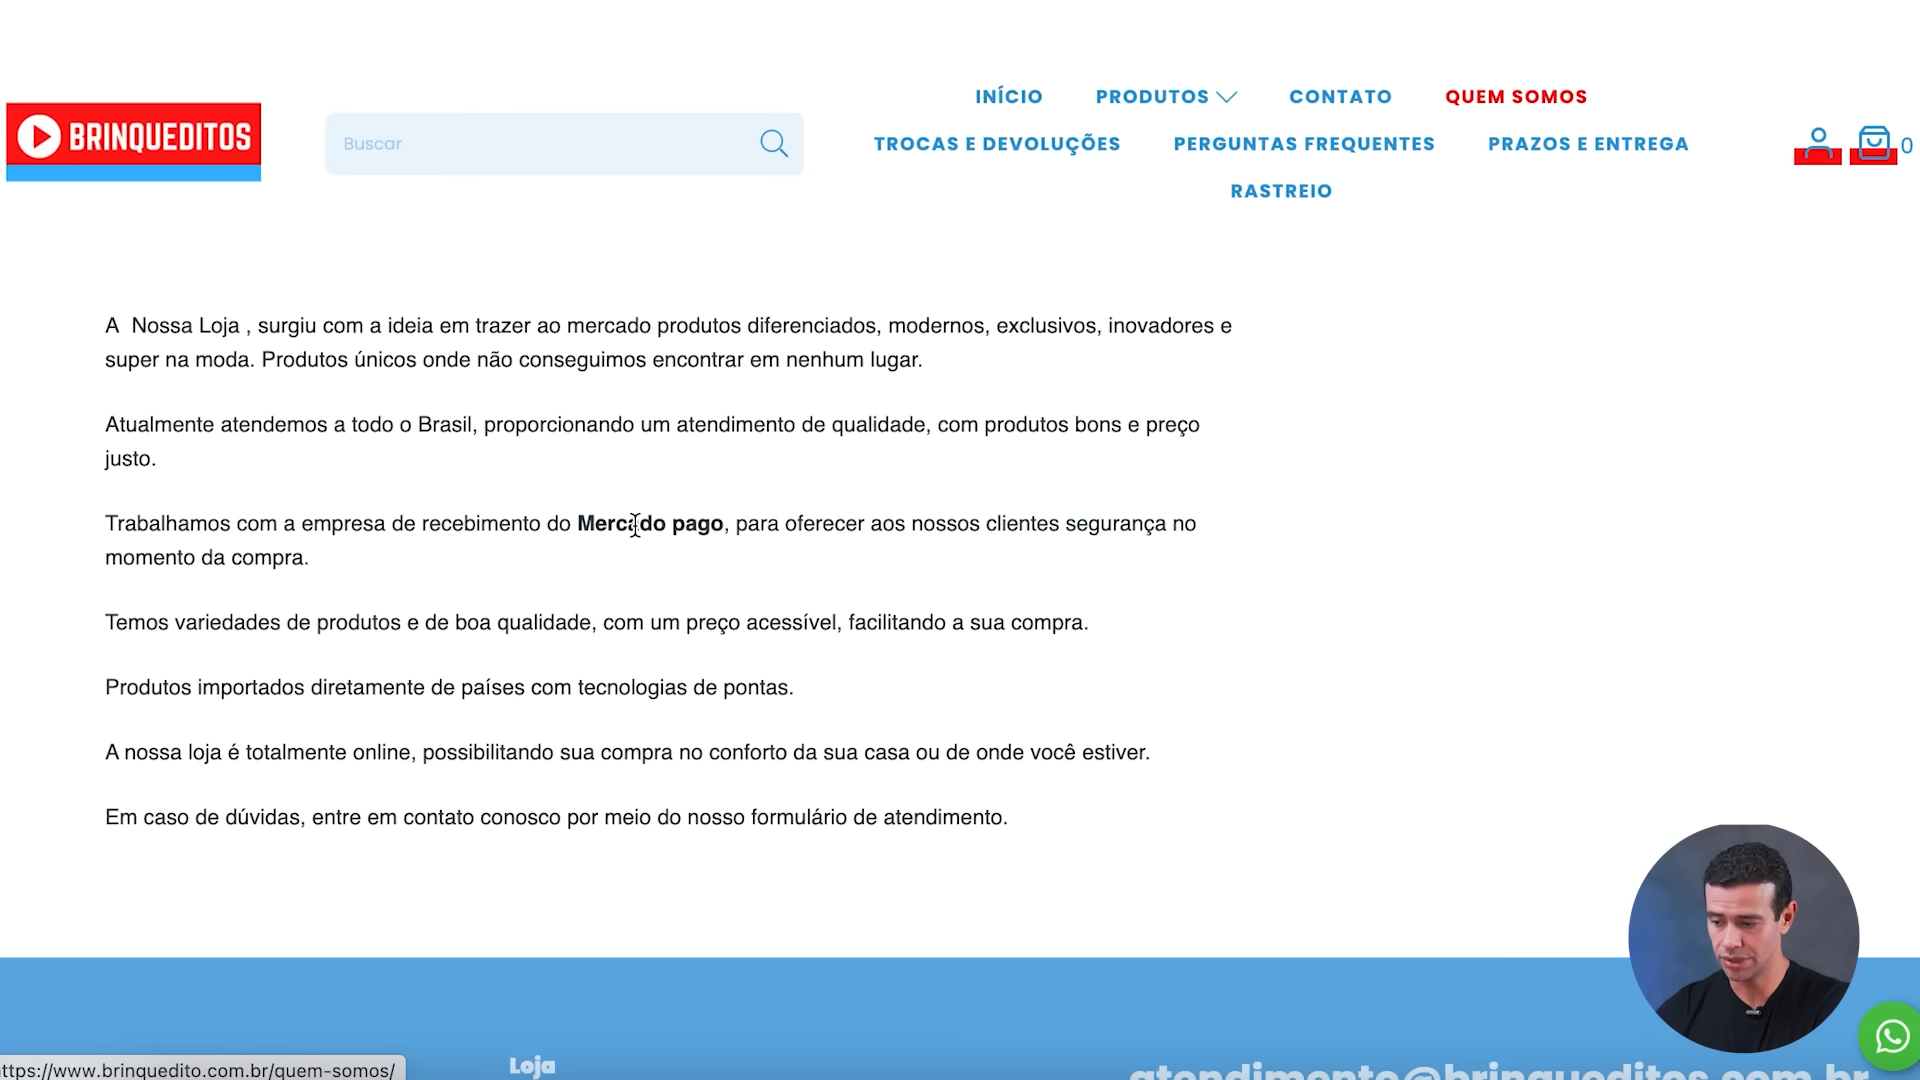 BRINQUEDITOS
Buscar
INÍCIO PRODUTOS CONTATO QUEM SOMOS
TROCAS E DEVOLUÇÕES PERGUNTAS FREQUENTES PRAZOS E ENTREGA
RASTREIO
0
A Nossa Loja , surgiu com a ideia em trazer ao mercado produtos diferenciados, modernos, exclusivos, inovadores e
super na moda. Produtos únicos onde não conseguimos encontrar em nenhum lugar.
Atualmente atendemos a todo o Brasil, proporcionando um atendimento de qualidade, com produtos bons e preço
justo.
Trabalhamos com a empresa de recebimento do Mercado pago, para oferecer aos nossos clientes segurança no
momento da compra.
Temos variedades de produtos e de boa qualidade, com um preço acessível, facilitando a sua compra.
Produtos importados diretamente de países com tecnologias de pontas.
A nossa loja é totalmente online, possibilitando sua compra no conforto da sua casa ou de onde você estiver.
Em caso de dúvidas, entre em contato conosco por meio do nosso formulário de atendimento.
Loja
atendimento@brinqueditos.com.br
ttps://www.brinquedito.com.br/quem-somos/